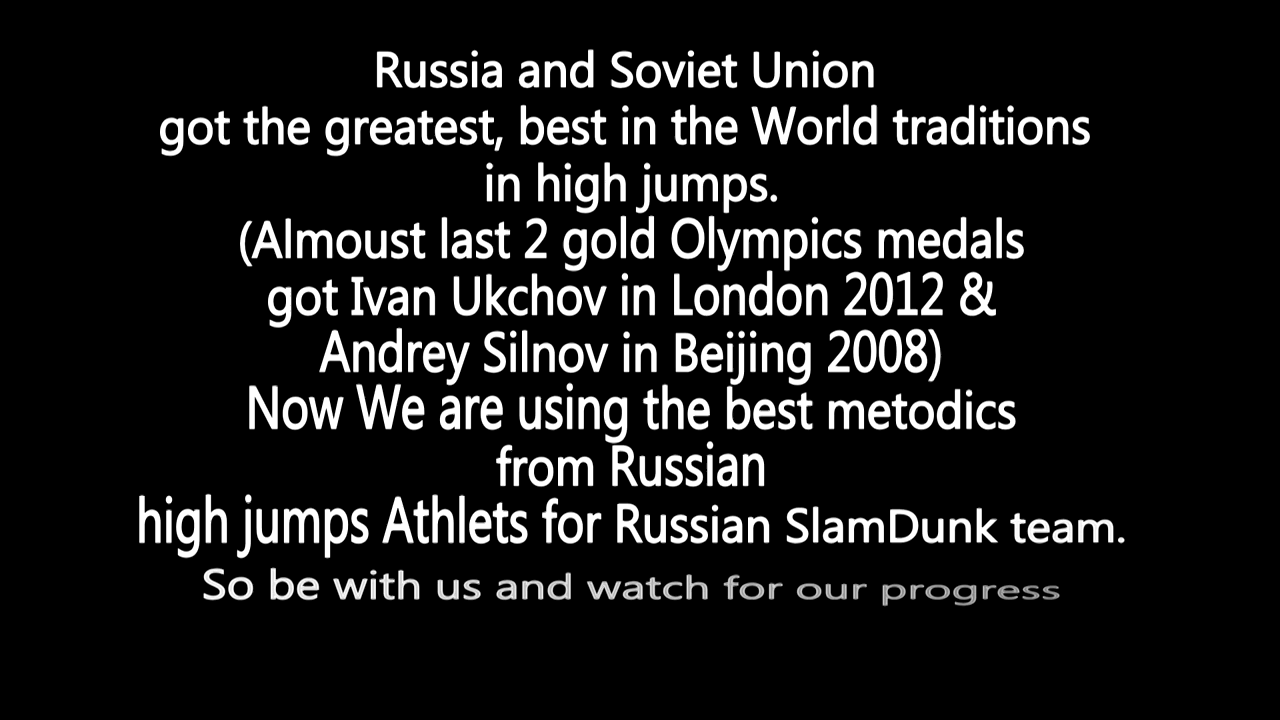 Russia and Soviet Union
got the greatest, best in the World traditions
in high jumps.
(Almoust last 2 gold Olympics medals
got Ivan Ukchov in London 2012 &
Andrey Silnov in Beijing 2008)
Now We are using the best metodics
from Russian
high jumps Athlets for Russian SlamDunk team.
So be with us and watch for our progress